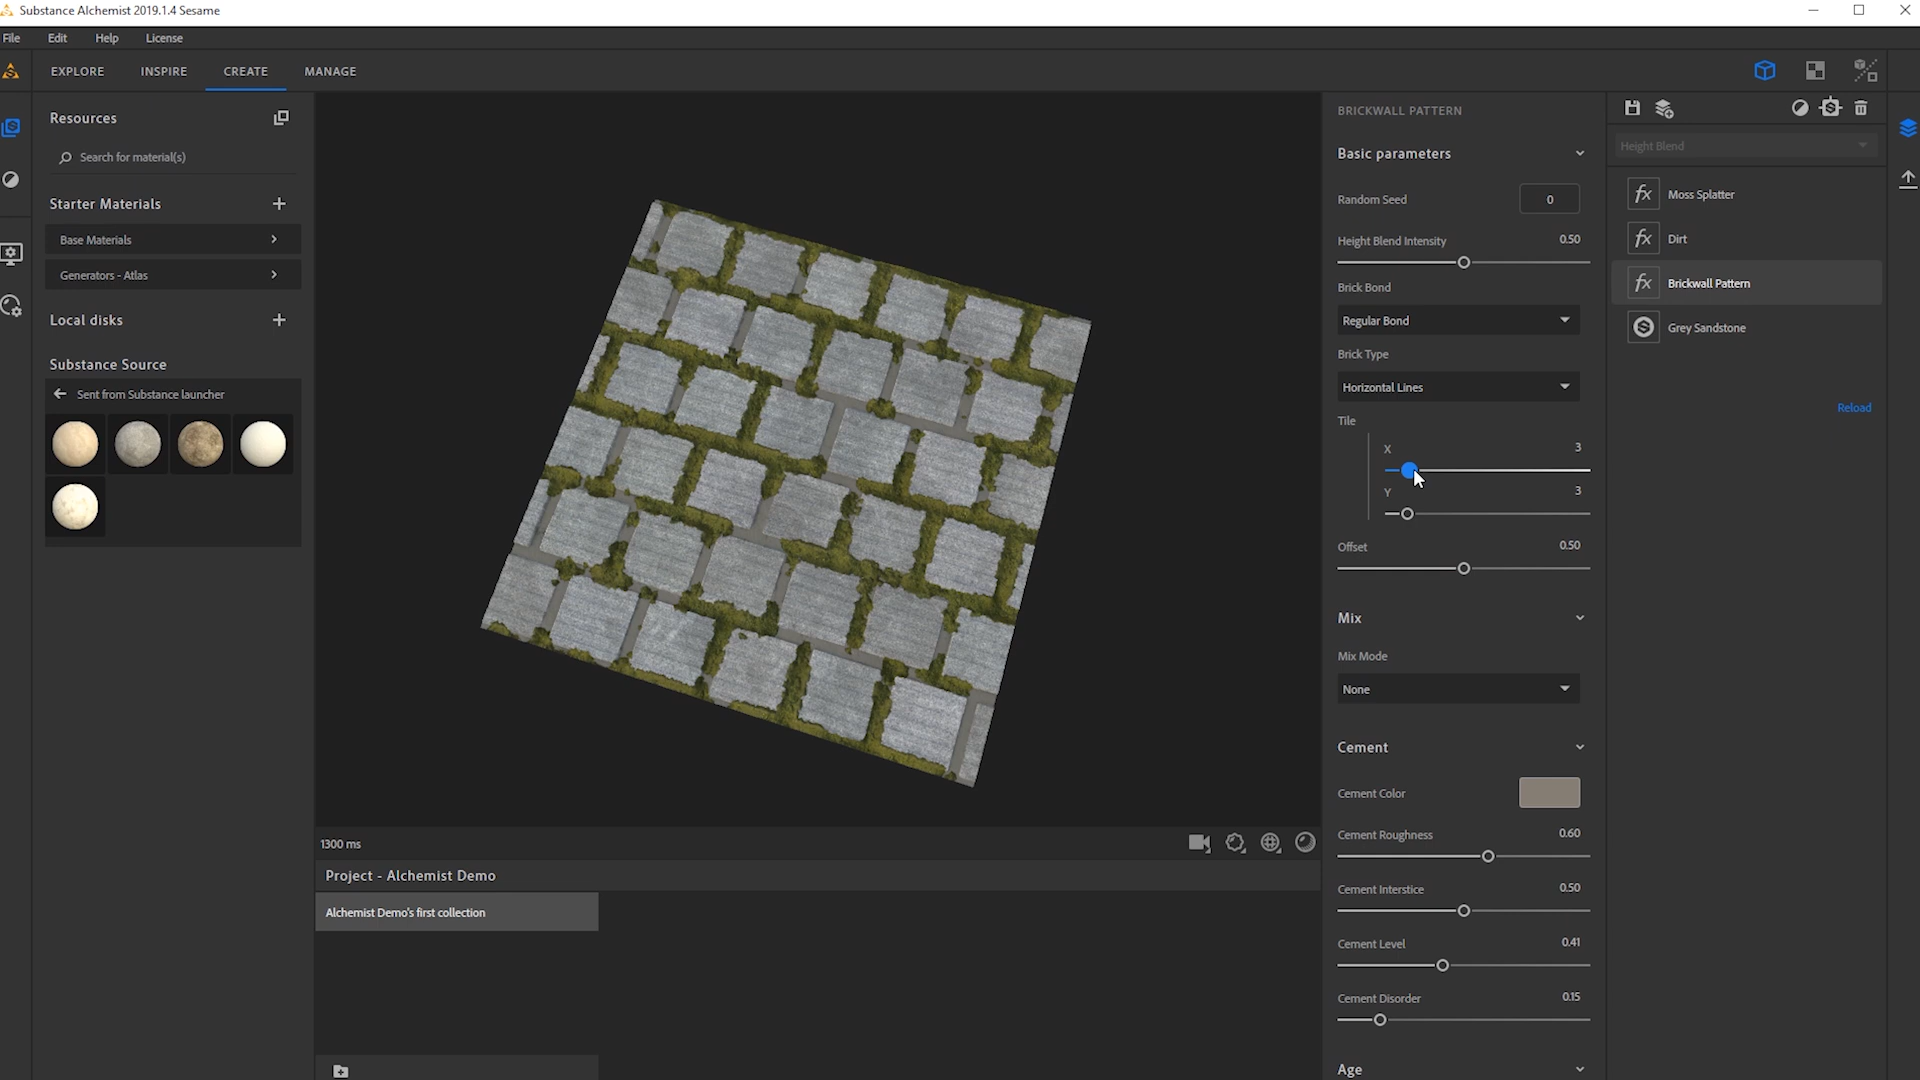 Substance Alchemist 2019.1.4 Sesame
File Edit Help License
EXPLORE INSPIRE CREATE MANAGE
Resources
Search for material(s)
Starter Materials
Base Materials
Generators - Atlas
Local disks
Substance Source
Sent from Substance launcher
1300 ms
Project - Alchemist Demo
Alchemist Demo's first collection
BRICKWALL PATTERN
Basic parameters
Random Seed 0
Height Blend Intensity 0.50
Brick Bond
Regular Bond
Brick Type
Horizontal Lines
Tile
X 3
Y 3
Offset 0.50
Mix
Mix Mode
None
Cement
Cement Color
Cement Roughness 0.60
Cement Interstice 0.50
Cement Level 0.41
Cement Disorder 0.15
Age
Height Blend
fx Moss Splatter
fx Dirt
fx Brickwall Pattern
Grey Sandstone
Reload